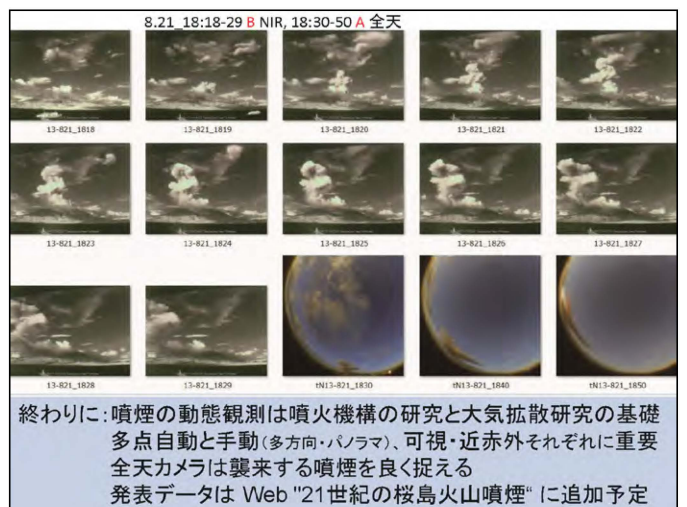 8.21_18:18-29 B NIR, 18:30-50 A 全天
13-821_1818 13-821_1819 13-821_1820 13-821_1821 13-821_1822
13-821_1823 13-821_1824 13-821_1825 13-821_1826 13-821_1827
13-821_1828 13-821_1829 tN13-821_1830 tN13-821_1840 tN13-821_1850
終わりに:噴煙の動態観測は噴火機構の研究と大気拡散研究の基礎
多点自動と手動(多方向・パノラマ)、可視・近赤外それぞれに重要
全天カメラは襲来する噴煙を良く捉える
発表データは Web "21世紀の桜島火山噴煙“ に追加予定